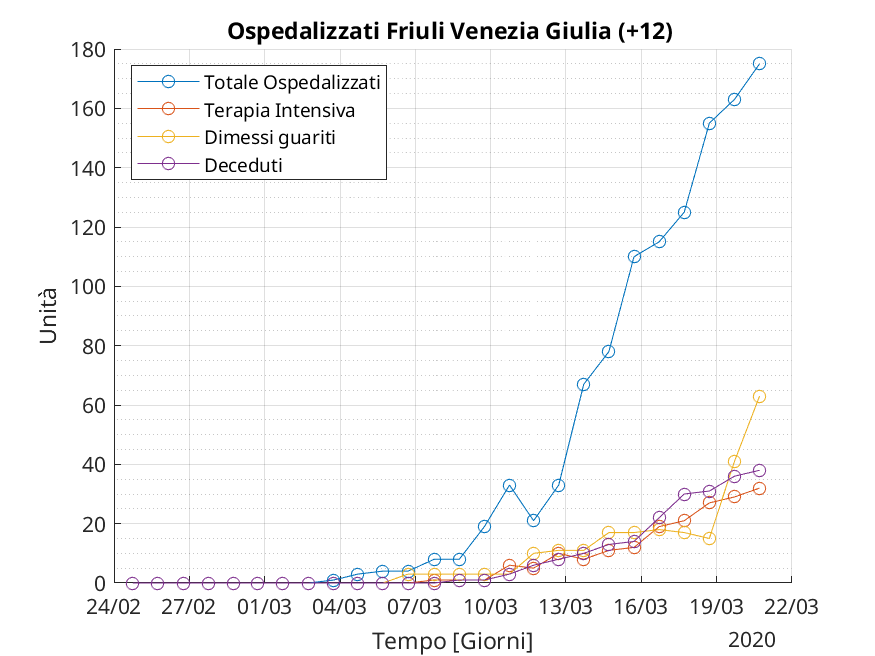 Ospedalizzati Friuli Venezia Giulia (+12)
180
160
140
120
100
80
60
40
20
0
Unità
Totale Ospedalizzati
Terapia Intensiva
Dimessi guariti
Deceduti
24/02 27/02 01/03 04/03 07/03 10/03 13/03 16/03 19/03 22/03
Tempo [Giorni]
2020